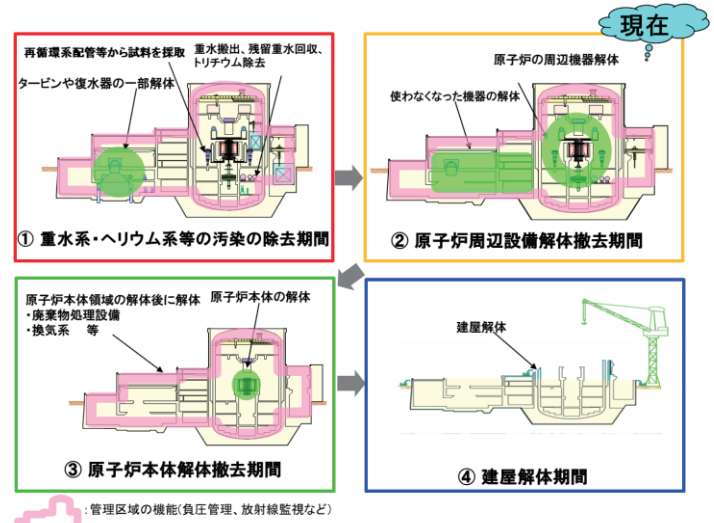 現在
再循環系配管等から試料を採取
重水搬出、残留重水回収、
トリチウム除去
タービンや復水器の一部解体
① 重水系・ヘリウム系等の汚染の除去期間
原子炉の周辺機器解体
使わなくなった機器の解体
② 原子炉周辺設備解体撤去期間
原子炉本体領域の解体後に解体
・廃棄物処理設備
・換気系 等
原子炉本体の解体
③ 原子炉本体解体撤去期間
建屋解体
④ 建屋解体期間
:管理区域の機能(負圧管理、放射線監視など)